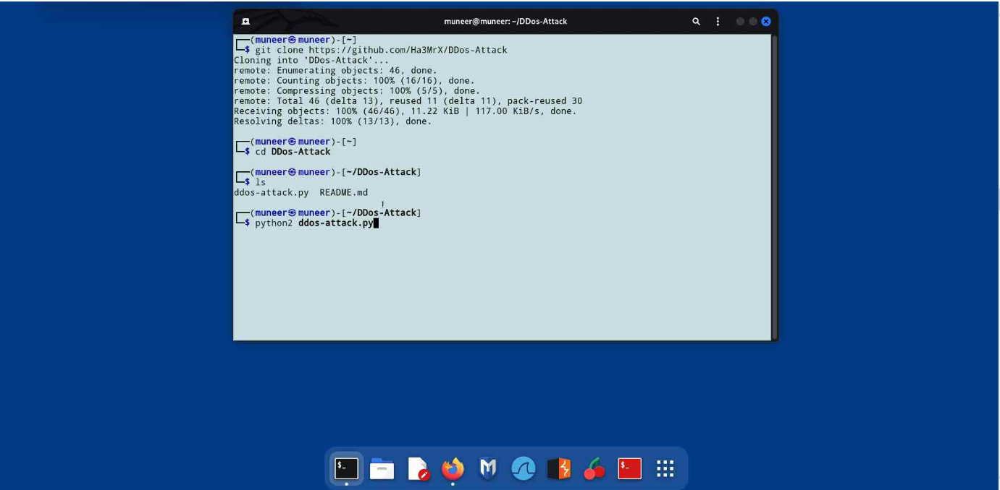 muneer@muneer: ~/DDos-Attack
┌──(muneer㉿muneer)-[~]
└─$ git clone https://github.com/Ha3MrX/DDos-Attack
Cloning into 'DDos-Attack'...
remote: Enumerating objects: 46, done.
remote: Counting objects: 100% (16/16), done.
remote: Compressing objects: 100% (5/5), done.
remote: Total 46 (delta 13), reused 11 (delta 11), pack-reused 30
Receiving objects: 100% (46/46), 11.22 KiB | 117.00 KiB/s, done.
Resolving deltas: 100% (13/13), done.
┌──(muneer㉿muneer)-[~]
└─$ cd DDos-Attack
┌──(muneer㉿muneer)-[~/DDos-Attack]
└─$ ls
ddos-attack.py  README.md
┌──(muneer㉿muneer)-[~/DDos-Attack]
└─$ python2 ddos-attack.py